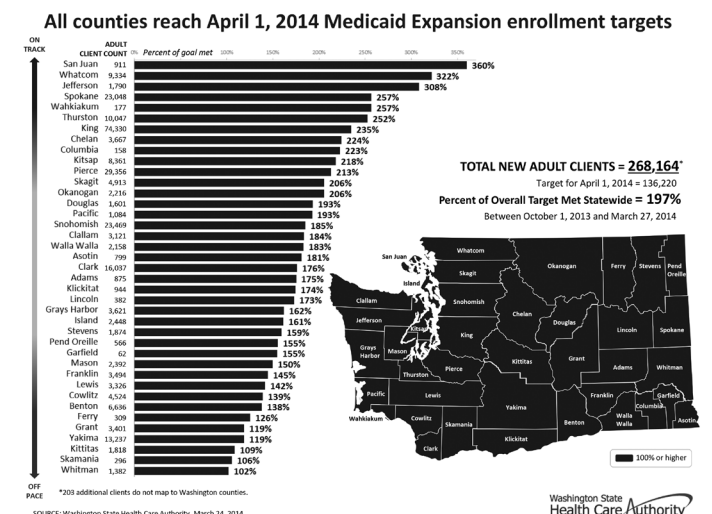 All counties reach April 1, 2014 Medicaid Expansion enrollment targets
ON TRACK
ADULT CLIENT COUNT
0% Percent of goal met 100% 150% 200% 250% 300% 350%
San Juan 911 360%
Whatcom 9,334 322%
Jefferson 1,790 308%
Spokane 23,048 257%
Wahkiakum 177 257%
Thurston 10,047 252%
King 74,330 235%
Chelan 3,667 224%
Columbia 158 223%
Kitsap 8,361 218%
Pierce 29,356 213%
Skagit 4,913 206%
Okanogan 2,216 206%
Douglas 1,601 193%
Pacific 1,084 193%
Snohomish 23,469 185%
Clallam 3,121 184%
Walla Walla 2,158 183%
Asotin 799 181%
Clark 16,037 176%
Adams 875 175%
Klickitat 944 174%
Lincoln 382 173%
Grays Harbor 3,621 162%
Island 2,448 161%
Stevens 1,874 159%
Pend Oreille 566 155%
Garfield 62 155%
Mason 2,392 150%
Franklin 3,494 145%
Lewis 3,326 142%
Cowlitz 4,524 139%
Benton 6,636 138%
Ferry 309 126%
Grant 3,401 119%
Yakima 13,237 119%
Kittitas 1,818 109%
Skamania 296 106%
Whitman 1,382 102%
OFF PACE
*203 additional clients do not map to Washington counties.
SOURCE: Washington State Health Care Authority, March 24, 2014
TOTAL NEW ADULT CLIENTS = 268,164*
Target for April 1, 2014 = 136,220
Percent of Overall Target Met Statewide = 197%
Between October 1, 2013 and March 27, 2014
San Juan
Whatcom
Okanogan
Ferry
Stevens
Pend Oreille
Skagit
Island
Clallam
Snohomish
Chelan
Jefferson
Douglas
Kitsap
King
Lincoln
Spokane
Grays Harbor
Mason
Kittitas
Grant
Adams
Whitman
Thurston
Pierce
Pacific
Lewis
Yakima
Franklin
Garfield
Columbia
Wahkiakum
Cowlitz
Skamania
Benton
Walla Walla
Asotin
Klickitat
Clark
100% or higher
Washington State
Health Care Authority